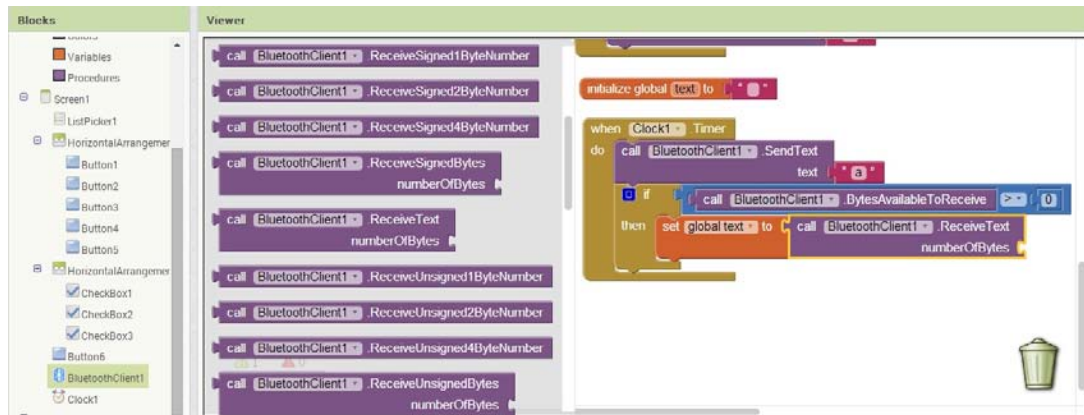 Blocks
Viewer
Colors
Variables
Procedures
Screen1
ListPicker1
HorizontalArrangemer
Button1
Button2
Button3
Button4
Button5
HorizontalArrangemer
CheckBox1
CheckBox2
CheckBox3
Button6
BluetoothClient1
Clock1
call BluetoothClient1 .ReceiveSigned1ByteNumber
call BluetoothClient1 .ReceiveSigned2ByteNumber
call BluetoothClient1 .ReceiveSigned4ByteNumber
call BluetoothClient1 .ReceiveSignedBytes
numberOfBytes
call BluetoothClient1 .ReceiveText
numberOfBytes
call BluetoothClient1 .ReceiveUnsigned1ByteNumber
call BluetoothClient1 .ReceiveUnsigned2ByteNumber
call BluetoothClient1 .ReceiveUnsigned4ByteNumber
1 0
call BluetoothClient1 .ReceiveUnsignedBytes
numberOfBytes
initialize global text to " "
when Clock1 .Timer
do call BluetoothClient1 .SendText
text "a"
if call BluetoothClient1 .BytesAvailableToReceive > 0
then set global text to call BluetoothClient1 .ReceiveText
numberOfBytes